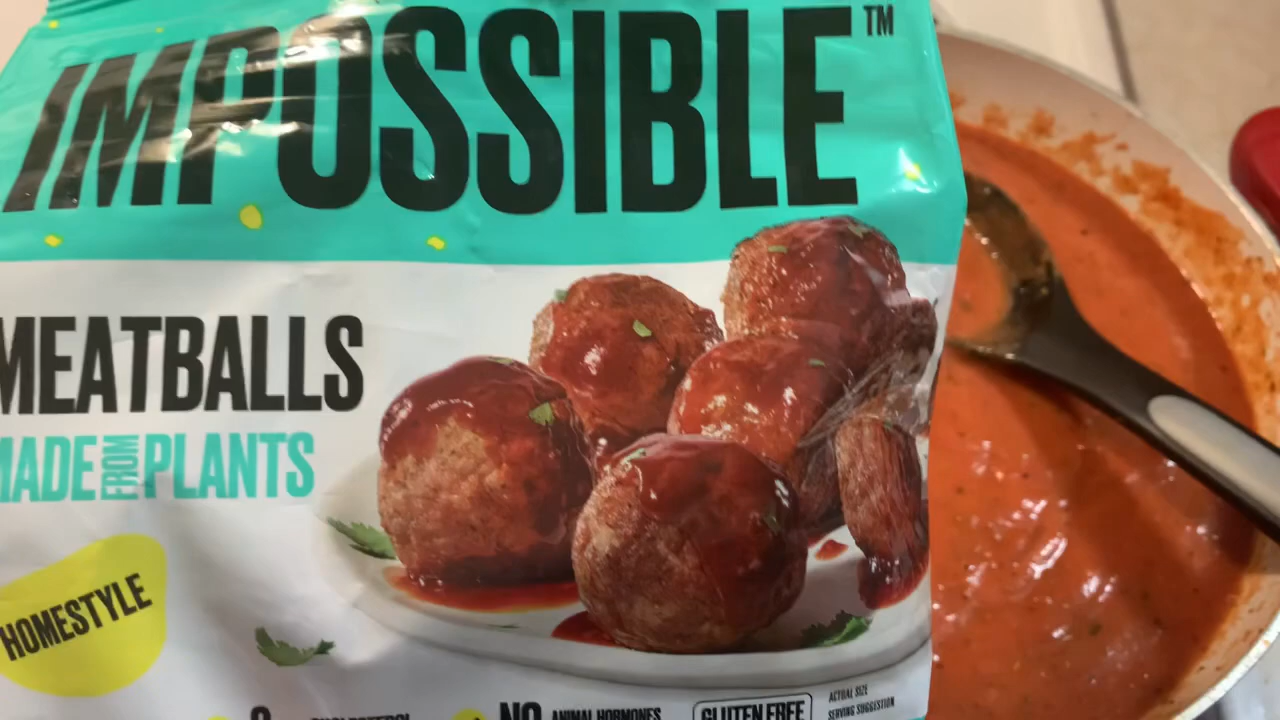 IMPOSSIBLE™
MEATBALLS
MADE FROM PLANTS
HOMESTYLE
NO ANIMAL HORMONES
GLUTEN FREE
ACTUAL SIZE
SERVING SUGGESTION